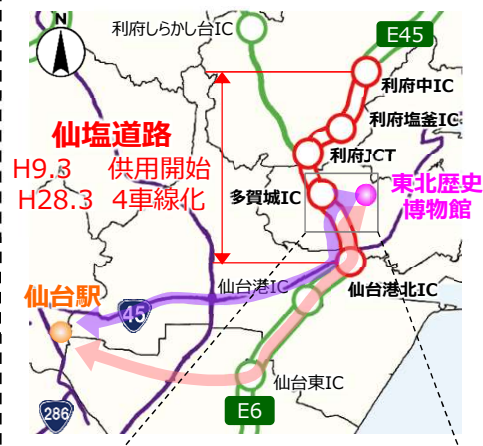 N
利府しらかし台IC
E45
利府中IC
利府塩釜IC
仙塩道路
H9.3 供用開始
H28.3 4車線化
利府JCT
多賀城IC
東北歴史
博物館
仙台港IC
仙台港北IC
仙台駅
45
仙台東IC
286
E6